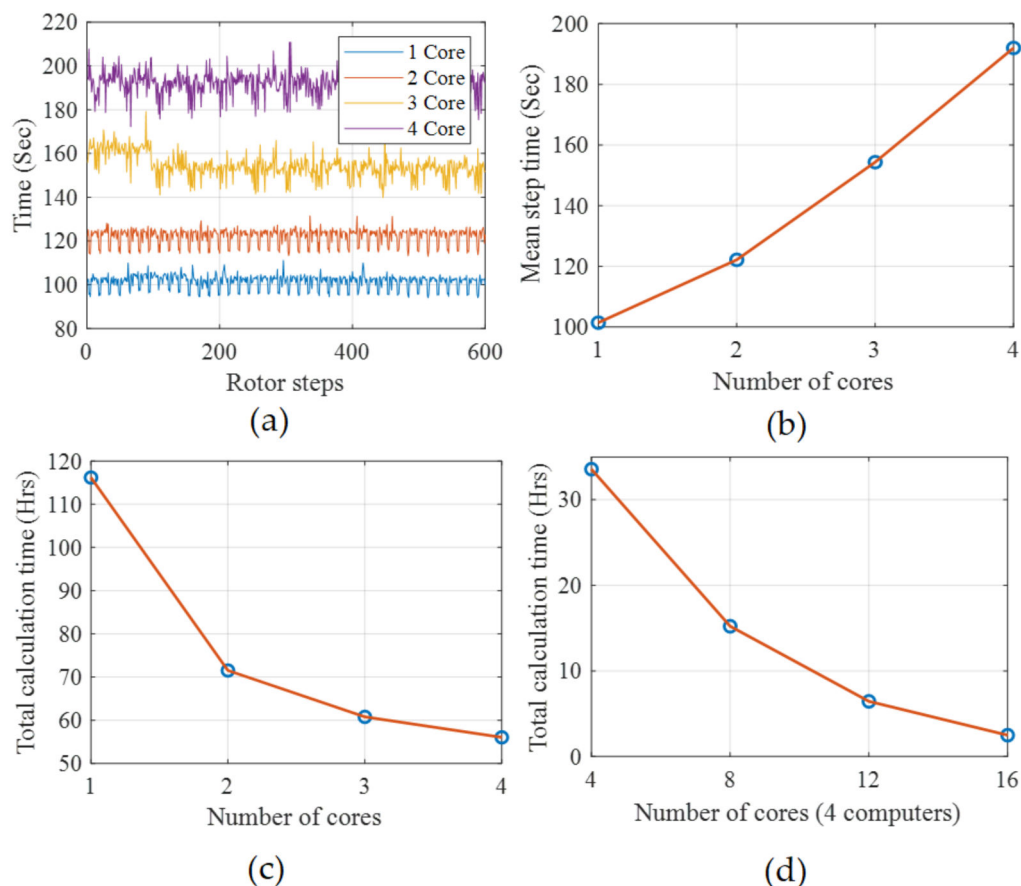 220
200
180
160
140
120
100
80
Time (Sec)
1 Core
2 Core
3 Core
4 Core
0
200
400
600
Rotor steps
(a)
200
180
160
140
120
100
Mean step time (Sec)
1
2
3
4
Number of cores
(b)
120
110
100
90
80
70
60
50
Total calculation time (Hrs)
1
2
3
4
Number of cores
(c)
30
20
10
0
Total calculation time (Hrs)
4
8
12
16
Number of cores (4 computers)
(d)